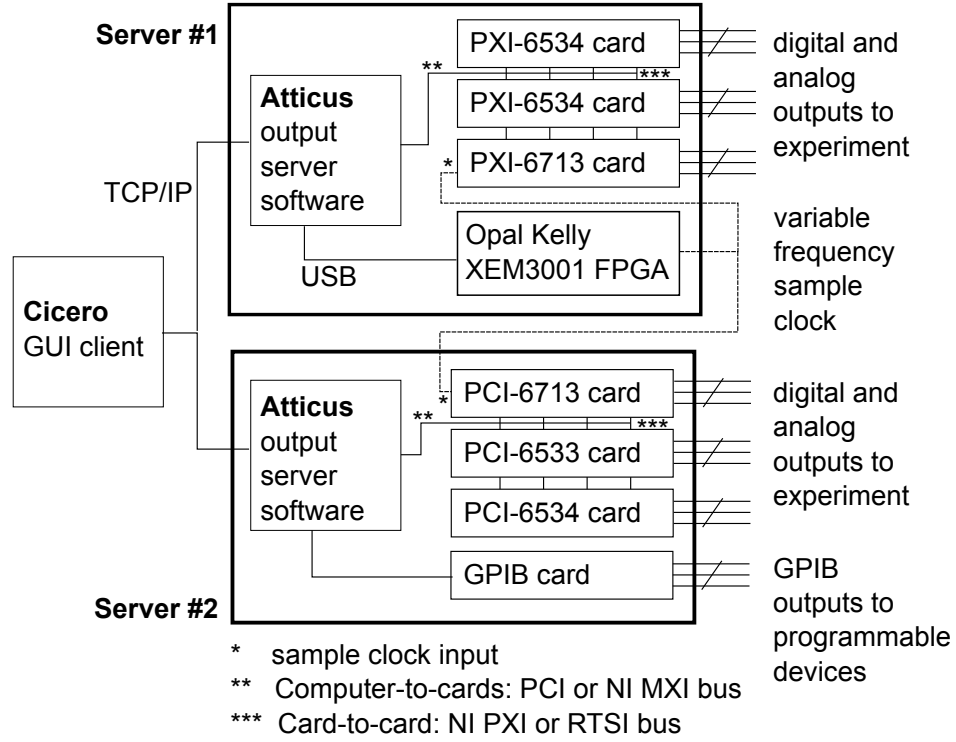 Server #1
PXI-6534 card
**
***
Atticus
output
server
software
PXI-6534 card
*
PXI-6713 card
digital and
analog
outputs to
experiment
TCP/IP
Opal Kelly
XEM3001 FPGA
USB
variable
frequency
sample
clock
Cicero
GUI client
Atticus
output
server
software
**
*
PCI-6713 card
***
PCI-6533 card
PCI-6534 card
GPIB card
digital and
analog
outputs to
experiment
GPIB
outputs to
programmable
devices
Server #2
* sample clock input
** Computer-to-cards: PCI or NI MXI bus
*** Card-to-card: NI PXI or RTSI bus